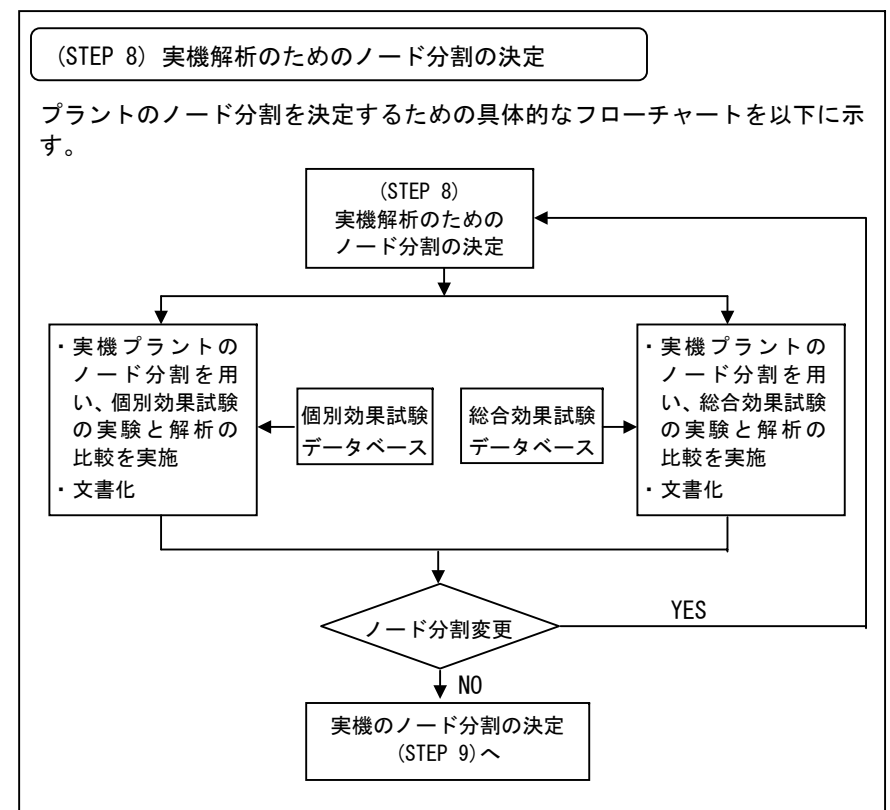 (STEP 8) 実機解析のためのノード分割の決定
プラントのノード分割を決定するための具体的なフローチャートを以下に示
す。
(STEP 8)
実機解析のための
ノード分割の決定
・実機プラントの
ノード分割を用
い、個別効果試験
の実験と解析の
比較を実施
・文書化
個別効果試験
データベース
総合効果試験
データベース
・実機プラントの
ノード分割を用
い、総合効果試験
の実験と解析の
比較を実施
・文書化
ノード分割変更
YES
NO
実機のノード分割の決定
(STEP 9)へ